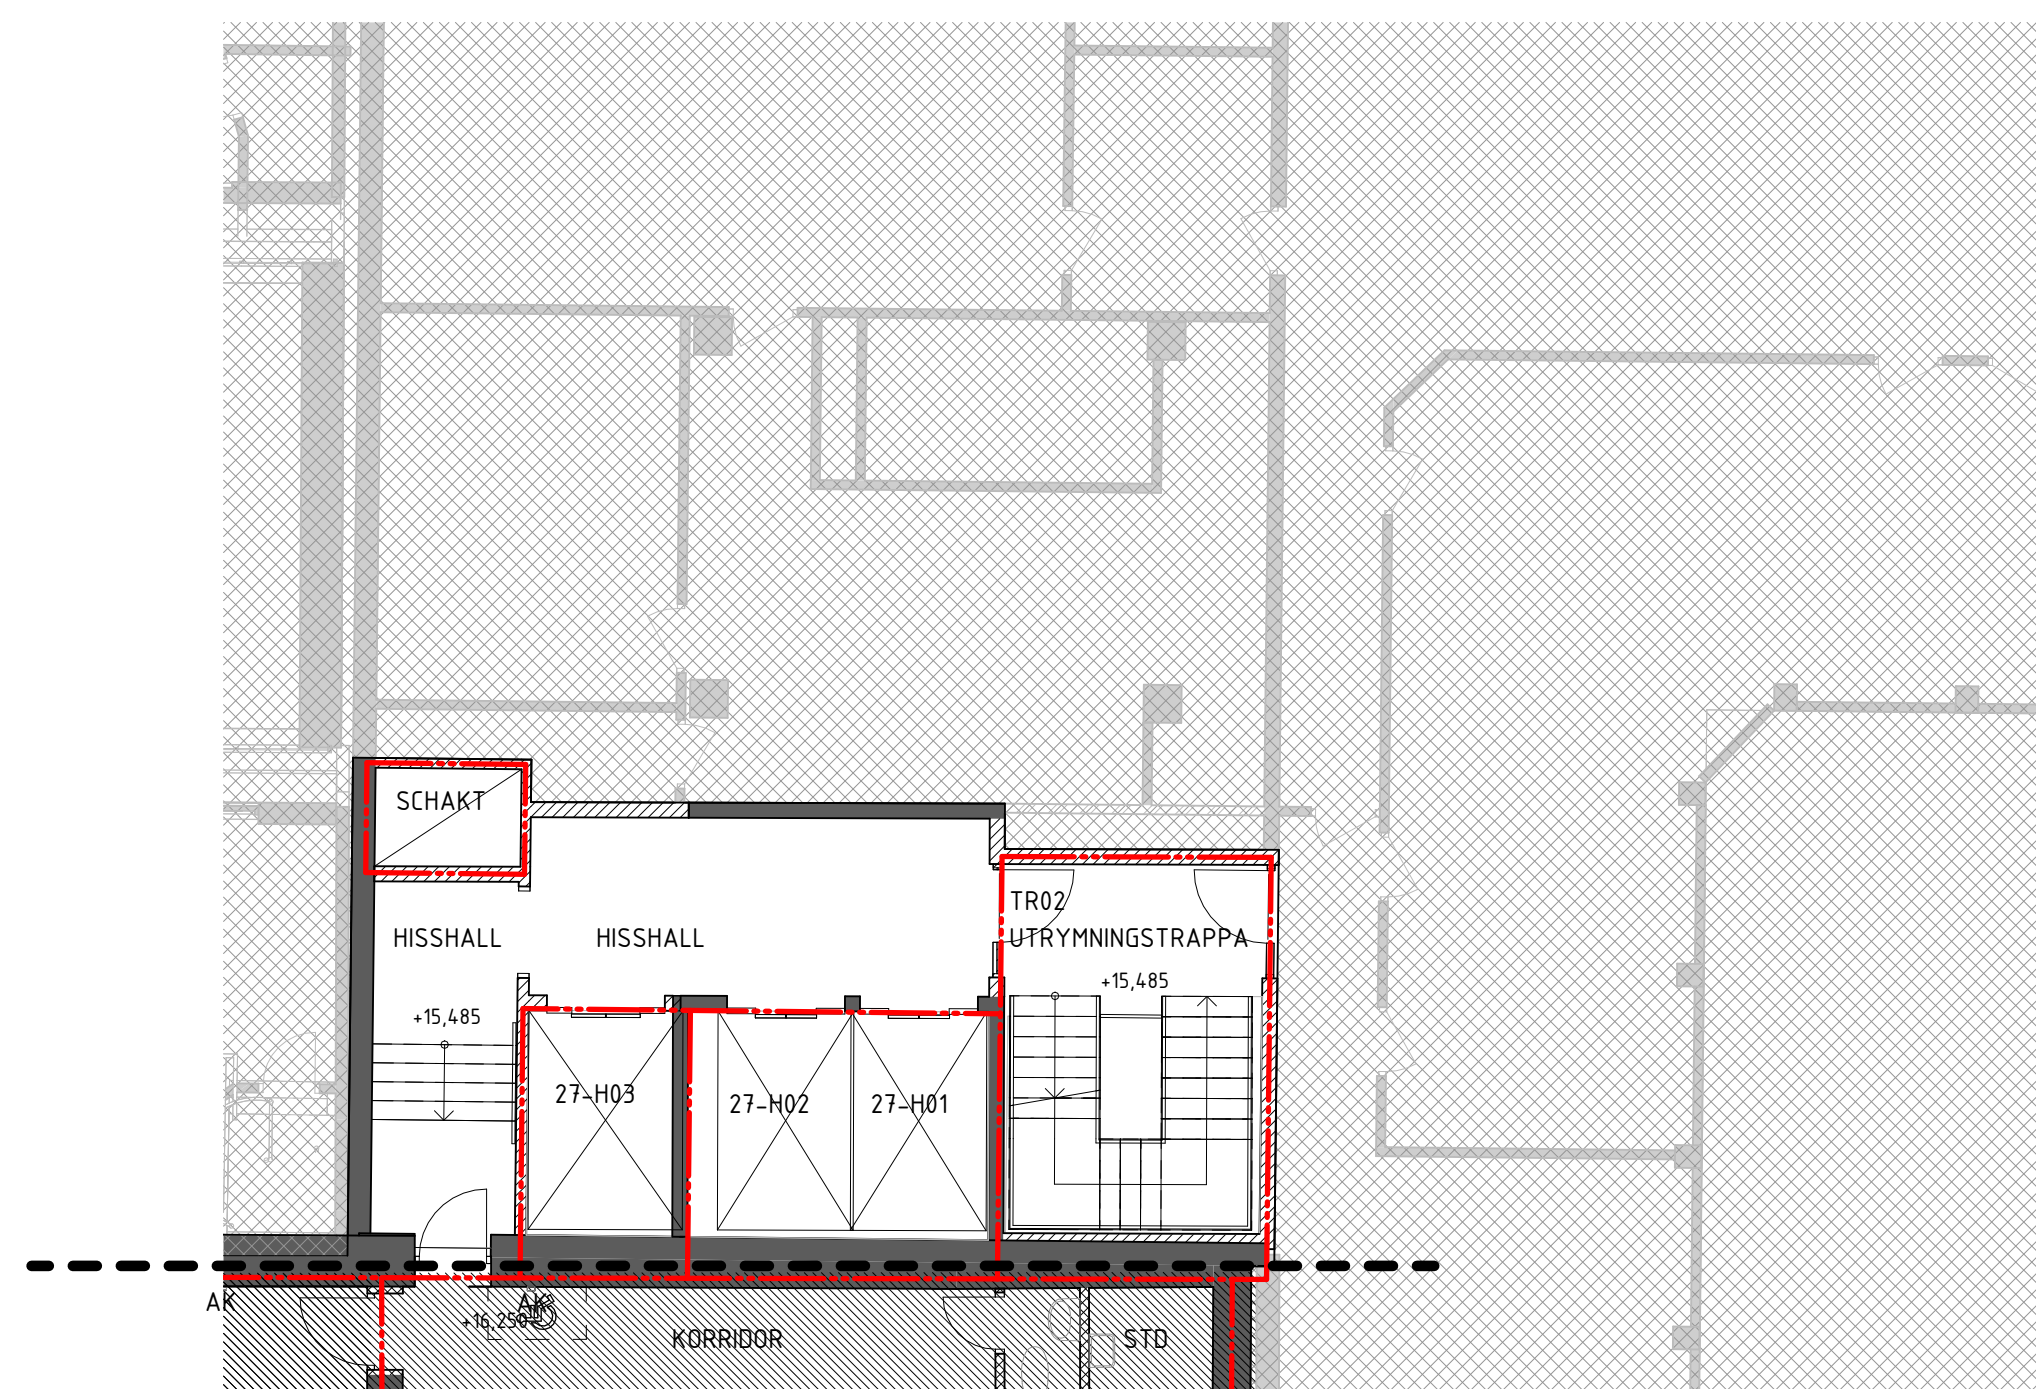 SCHAKT
TR02
HISSHALL
HISSHALL
UTRYMNINGSTRAPPA
+15,485
+15,485
27-H03
27-H02
27-H01
AK
AK
+16,250
KORRIDOR
STD